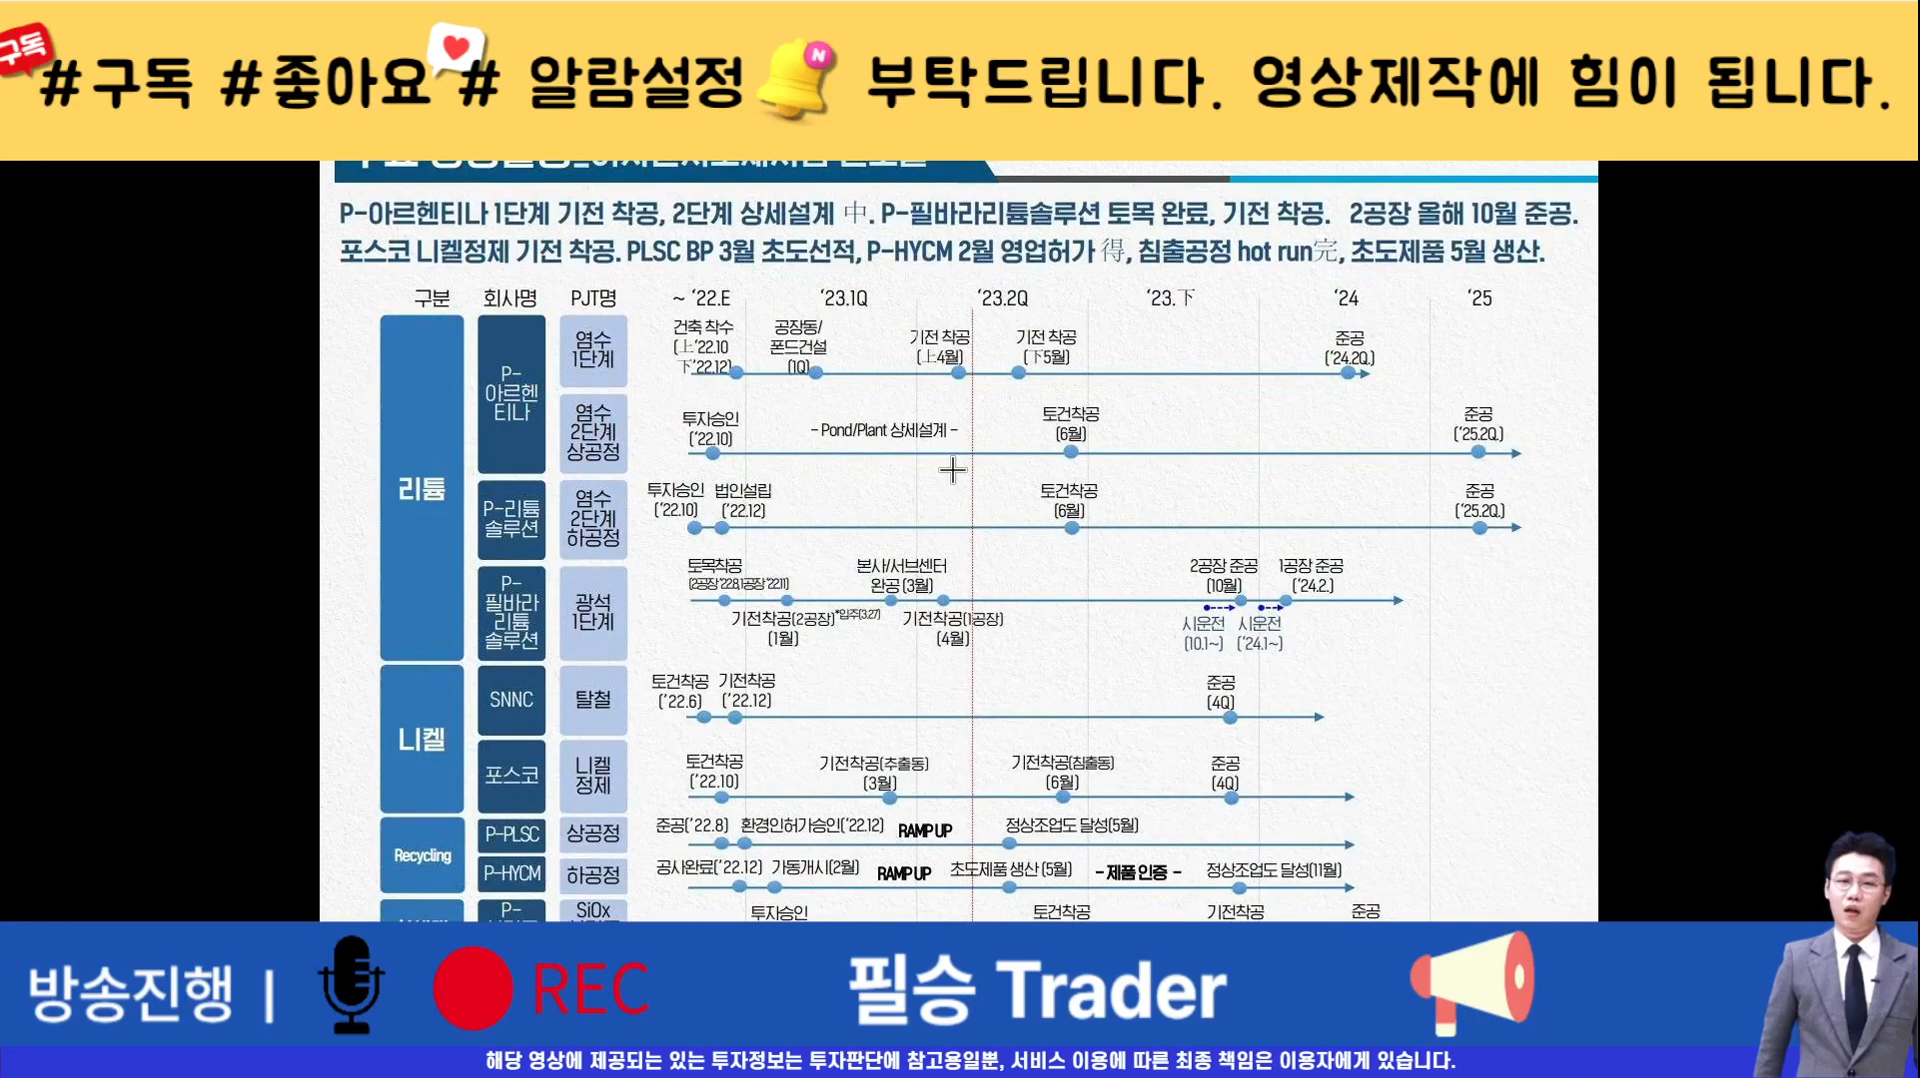 구독
#구독 #좋아요 # 알람설정 N 부탁드립니다. 영상제작에 힘이 됩니다.
P-아르헨티나 1단계 기전 착공, 2단계 상세설계 中. P-필바라리튬솔루션 토목 완료, 기전 착공. 2공장 올해 10월 준공.
포스코 니켈정제 기전 착공. PLSC BP 3월 초도선적, P-HYCM 2월 영업허가 得, 침출공정 hot run完, 초도제품 5월 생산.
구분 회사명 PJT명 ~ ‘22.E ‘23.1Q ‘23.2Q ‘23.下 ‘24 ‘25
리튬
P-
아르헨
티나
염수
1단계
건축 착수
(上‘22.10
下‘22.12)
공장동/
폰드건설
(1Q)
기전 착공
(上4월)
기전 착공
(下5월)
준공
(‘24.2Q.)
염수
2단계
상공정
투자승인
(‘22.10)
- Pond/Plant 상세설계 -
토건착공
(6월)
준공
(‘25.2Q.)
P-리튬
솔루션
염수
2단계
하공정
투자승인
(‘22.10)
법인설립
(‘22.12)
토건착공
(6월)
준공
(‘25.2Q.)
P-
필바라
리튬
솔루션
광석
1단계
토목착공
(2공장 ‘22.8, 1공장 ‘22.11)
본사/서브센터
완공 (3월)
2공장 준공
(10월)
1공장 준공
(‘24.2.)
기전착공(2공장)*입주(3.27)
(1월)
기전착공(1공장)
(4월)
시운전
(10.1~)
시운전
(‘24.1~)
니켈
SNNC
탈철
토건착공
(‘22.6)
기전착공
(‘22.12)
준공
(4Q)
포스코
니켈
정제
토건착공
(‘22.10)
기전착공(추출동)
(3월)
기전착공(침출동)
(6월)
준공
(4Q)
Recycling
P-PLSC 상공정 준공(‘22.8) 환경인허가승인(‘22.12) RAMP UP 정상조업도 달성(5월)
P-HYCM 하공정 공사완료(‘22.12) 가동개시(2월) RAMP UP 초도제품 생산 (5월) - 제품 인증 - 정상조업도 달성(11월)
P-
SiOx
투자승인 토건착공 기전착공 준공
방송진행 | REC 필승 Trader
해당 영상에 제공되는 있는 투자정보는 투자판단에 참고용일뿐, 서비스 이용에 따른 최종 책임은 이용자에게 있습니다.